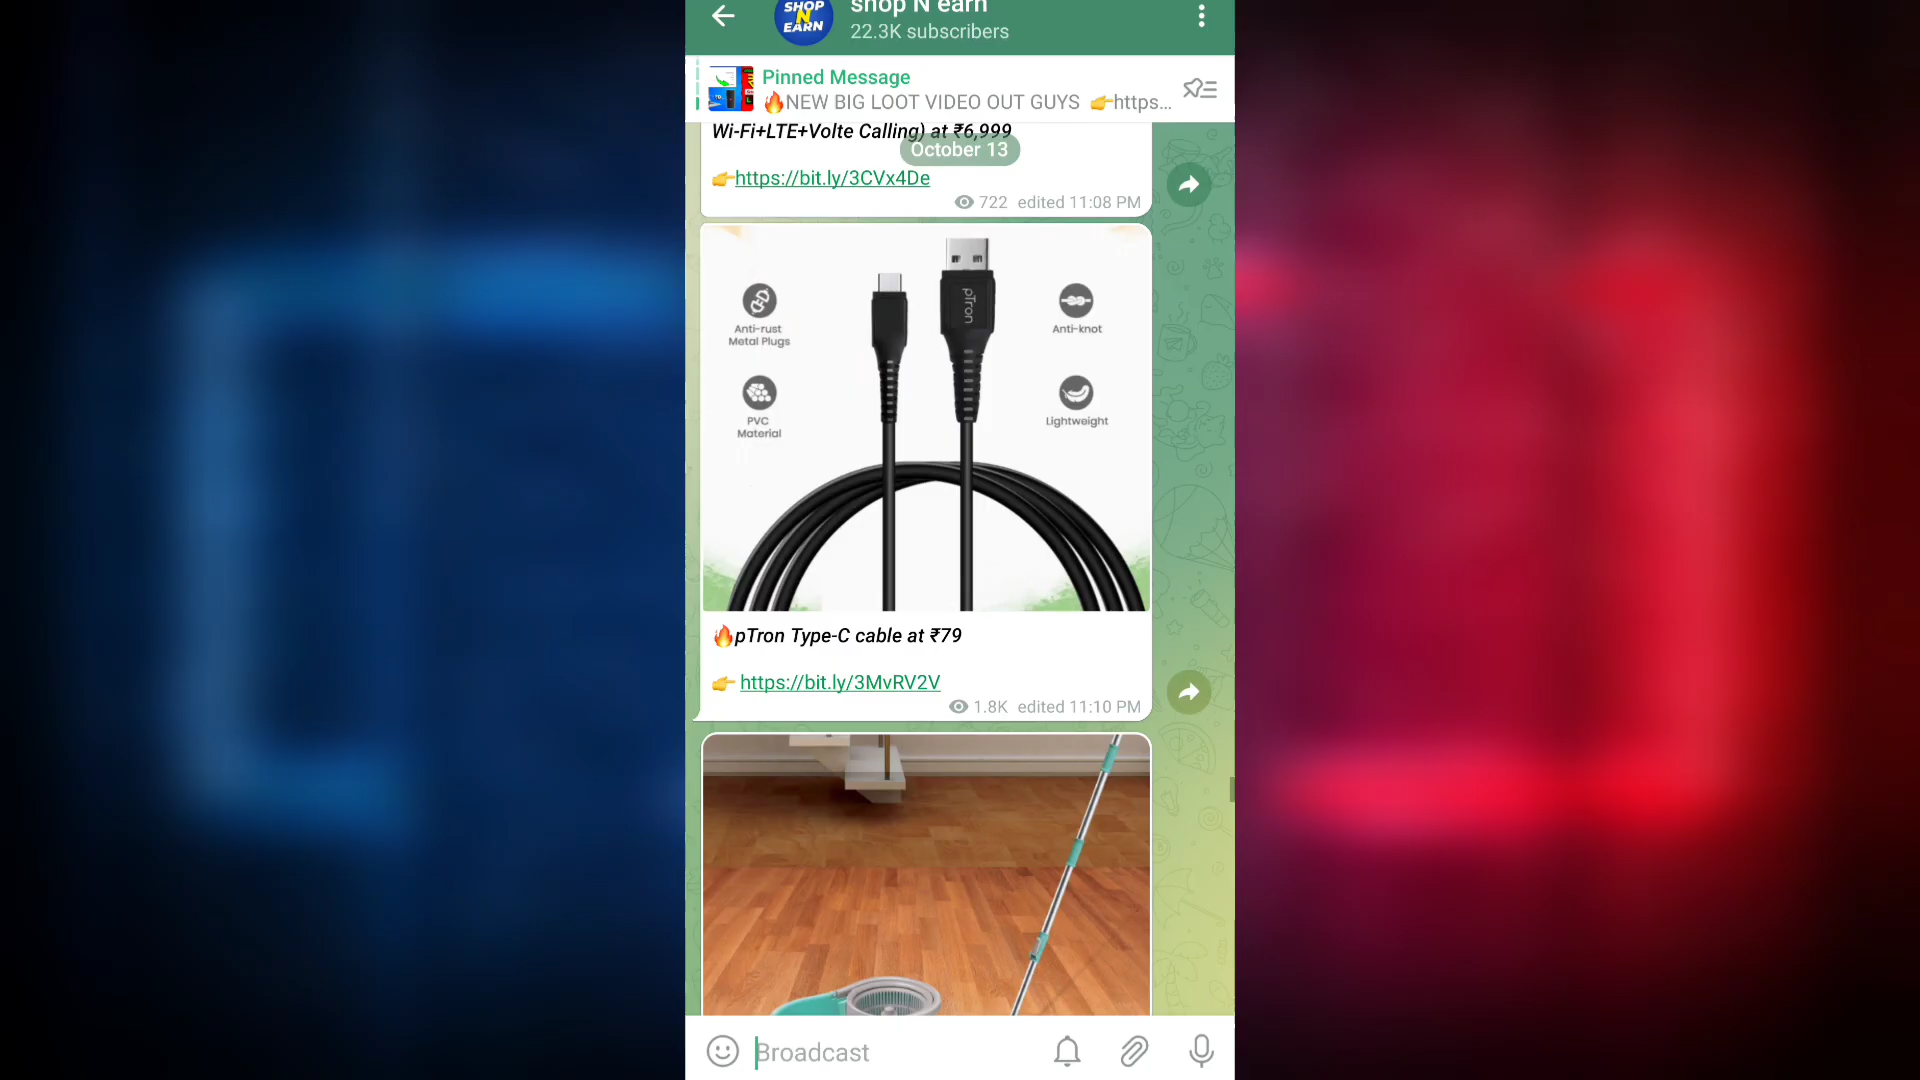 SHOP
N
EARN
shop N earn
22.3K subscribers
Pinned Message
🔥NEW BIG LOOT VIDEO OUT GUYS 👉https...
Wi-Fi+LTE+Volte Calling) at ₹6,999
October 13
👉https://bit.ly/3CVx4De
722 edited 11:08 PM
pTron
Anti-rust
Metal Plugs
Anti-knot
PVC
Material
Lightweight
🔥pTron Type-C cable at ₹79
👉 https://bit.ly/3MvRV2V
1.8K edited 11:10 PM
Broadcast